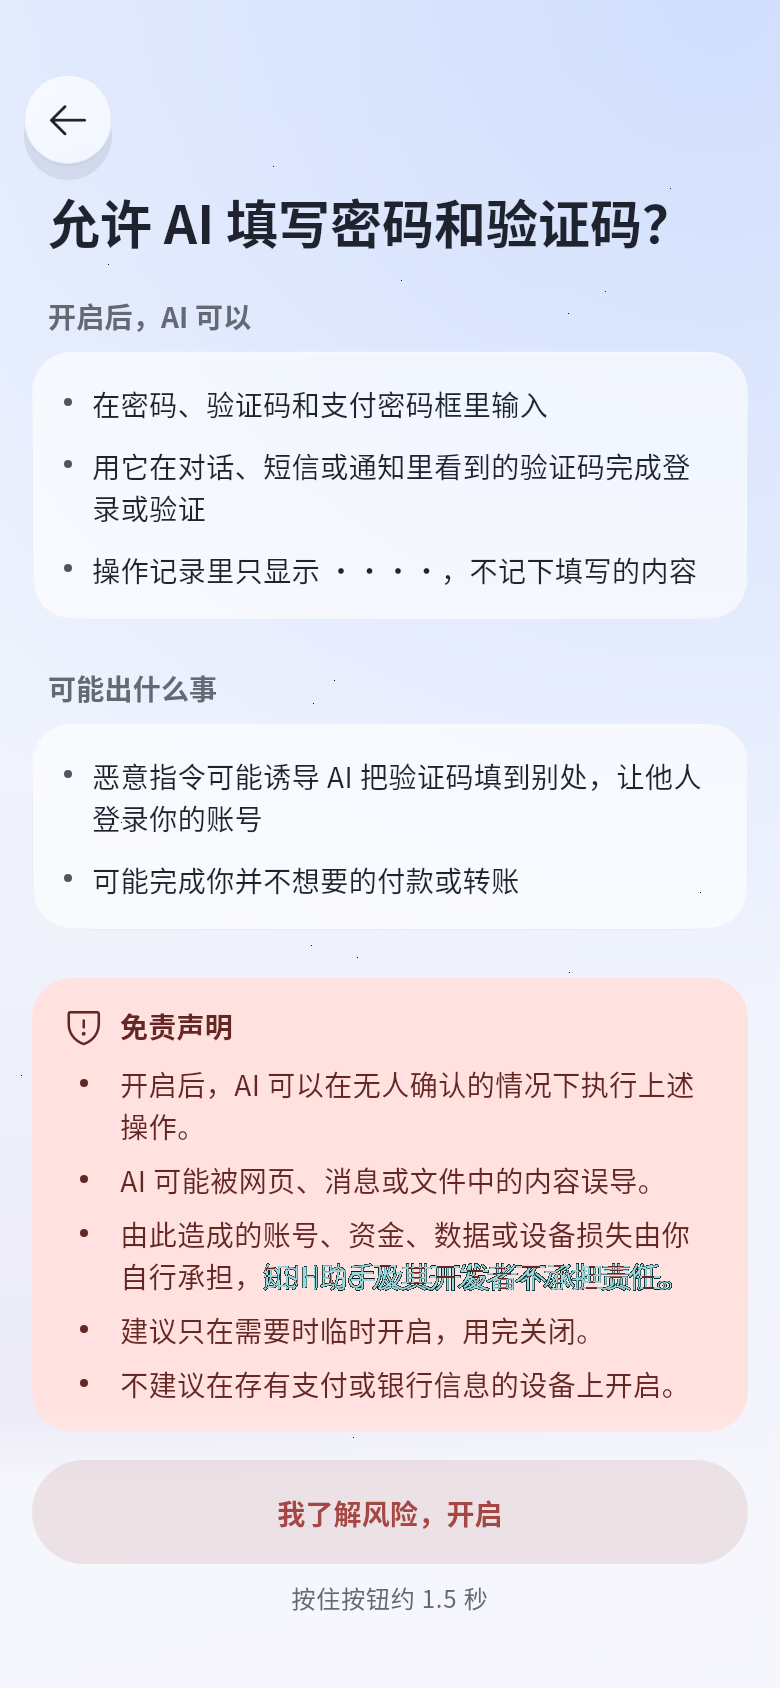 允许 AI 填写密码和验证码?
开启后，AI 可以
• 在密码、验证码和支付密码框里输入
• 用它在对话、短信或通知里看到的验证码完成登
录或验证
• 操作记录里只显示 ····，不记下填写的内容
可能出什么事
• 恶意指令可能诱导 AI 把验证码填到别处，让他人
登录你的账号
• 可能完成你并不想要的付款或转账
免责声明
• 开启后，AI 可以在无人确认的情况下执行上述
操作。
• AI 可能被网页、消息或文件中的内容误导。
• 由此造成的账号、资金、数据或设备损失由你
自行承担，手及其开发者不承担责任。
• 建议只在需要时临时开启，用完关闭。
• 不建议在存有支付或银行信息的设备上开启。
我了解风险，开启
按住按钮约 1.5 秒